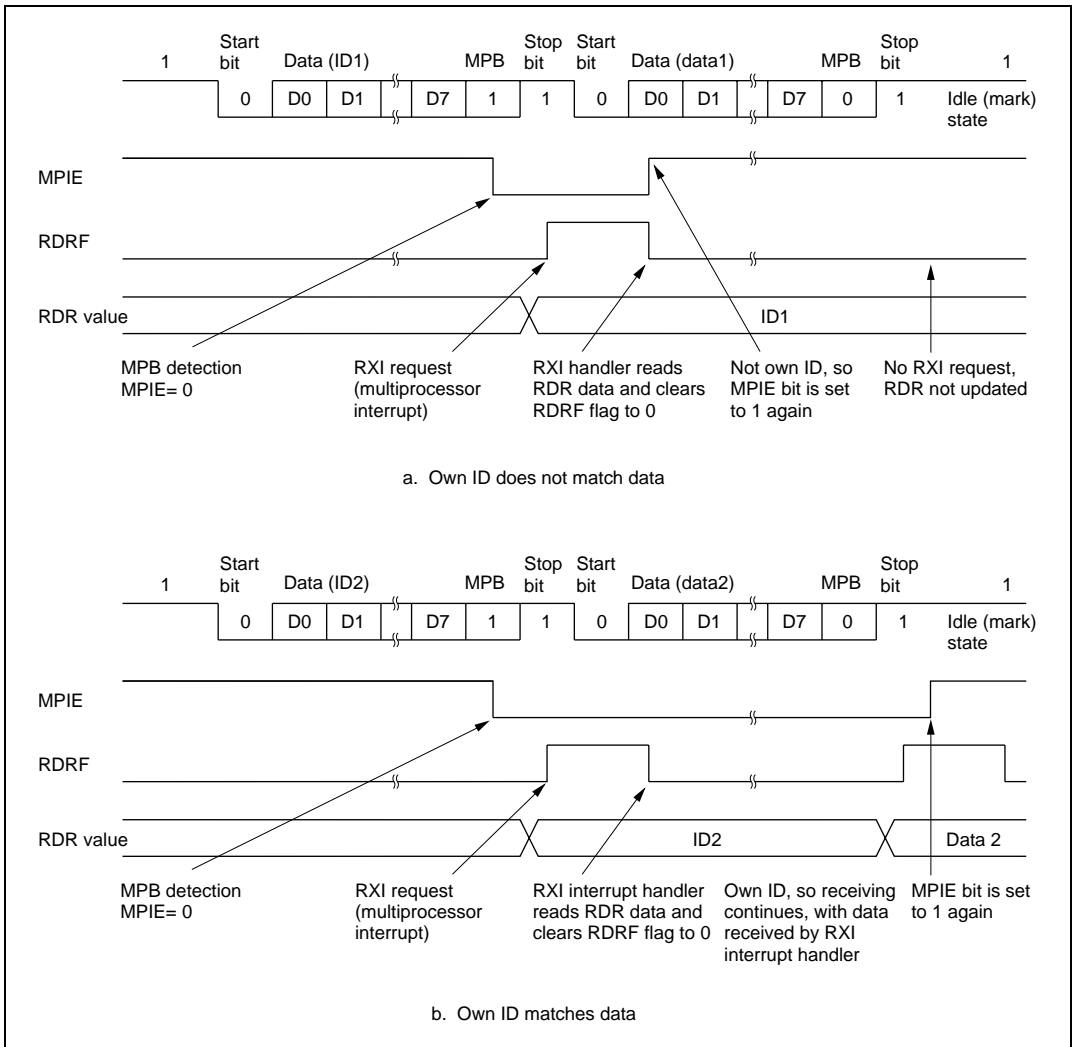 Start Stop Start Stop
1 bit Data (ID1) MPB bit bit Data (data1) MPB bit 1
0 D0 D1 D7 1 1 0 D0 D1 D7 0 1 Idle (mark)
state
MPIE
RDRF
RDR value ID1
MPB detection RXI request RXI handler reads Not own ID, so No RXI request,
MPIE= 0 (multiprocessor RDR data and clears MPIE bit is set RDR not updated
interrupt) RDRF flag to 0 to 1 again
a. Own ID does not match data
Start Stop Start Stop
1 bit Data (ID2) MPB bit bit Data (data2) MPB bit 1
0 D0 D1 D7 1 1 0 D0 D1 D7 0 1 Idle (mark)
state
MPIE
RDRF
RDR value ID2 Data 2
MPB detection RXI request RXI interrupt handler Own ID, so receiving MPIE bit is set
MPIE= 0 (multiprocessor reads RDR data and continues, with data to 1 again
interrupt) clears RDRF flag to 0 received by RXI
interrupt handler
b. Own ID matches data